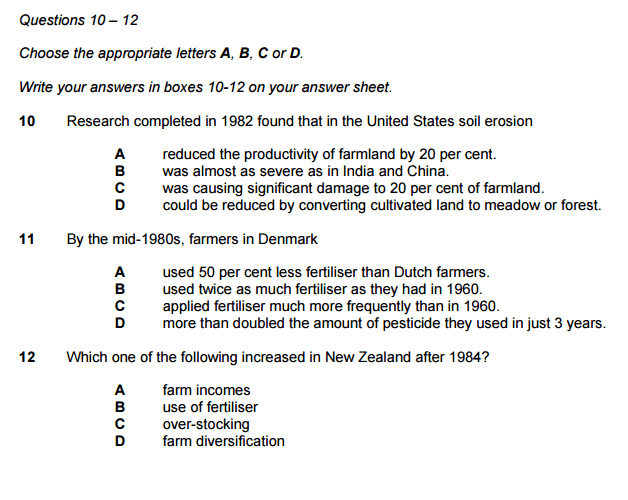 Questions 10 – 12
Choose the appropriate letters A, B, C or D.
Write your answers in boxes 10-12 on your answer sheet.
10 Research completed in 1982 found that in the United States soil erosion
A reduced the productivity of farmland by 20 per cent.
B was almost as severe as in India and China.
C was causing significant damage to 20 per cent of farmland.
D could be reduced by converting cultivated land to meadow or forest.
11 By the mid-1980s, farmers in Denmark
A used 50 per cent less fertiliser than Dutch farmers.
B used twice as much fertiliser as they had in 1960.
C applied fertiliser much more frequently than in 1960.
D more than doubled the amount of pesticide they used in just 3 years.
12 Which one of the following increased in New Zealand after 1984?
A farm incomes
B use of fertiliser
C over-stocking
D farm diversification